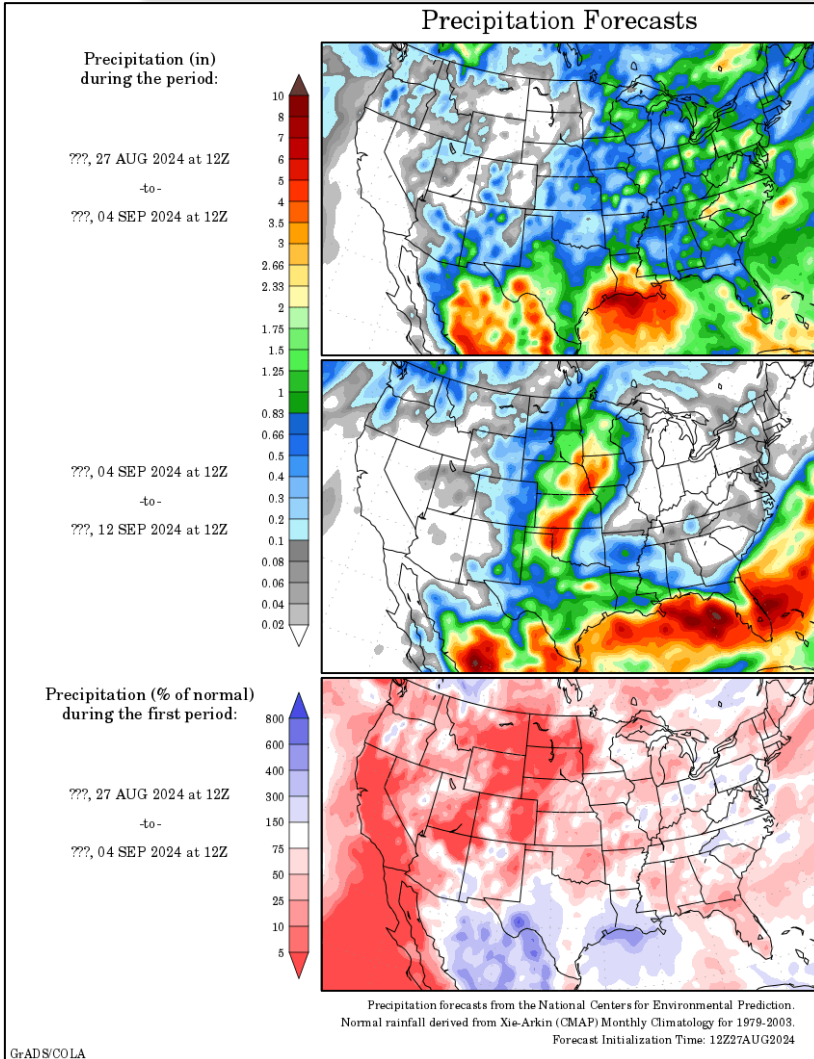 Precipitation Forecasts
Precipitation (in)
during the period:
???, 27 AUG 2024 at 12Z
-to-
???, 04 SEP 2024 at 12Z
10
8
7
6
5
4
3.5
3
2.66
2.33
2
1.75
1.5
1.25
1
0.83
0.66
0.5
0.4
0.3
0.2
0.1
0.08
0.06
0.04
0.02
???, 04 SEP 2024 at 12Z
-to-
???, 12 SEP 2024 at 12Z
Precipitation (% of normal)
during the first period:
???, 27 AUG 2024 at 12Z
-to-
???, 04 SEP 2024 at 12Z
800
600
400
300
150
75
50
25
10
5
Precipitation forecasts from the National Centers for Environmental Prediction.
Normal rainfall derived from Xie-Arkin (CMAP) Monthly Climatology for 1979-2003.
Forecast Initialization Time: 12Z27AUG2024
GrADS/COLA